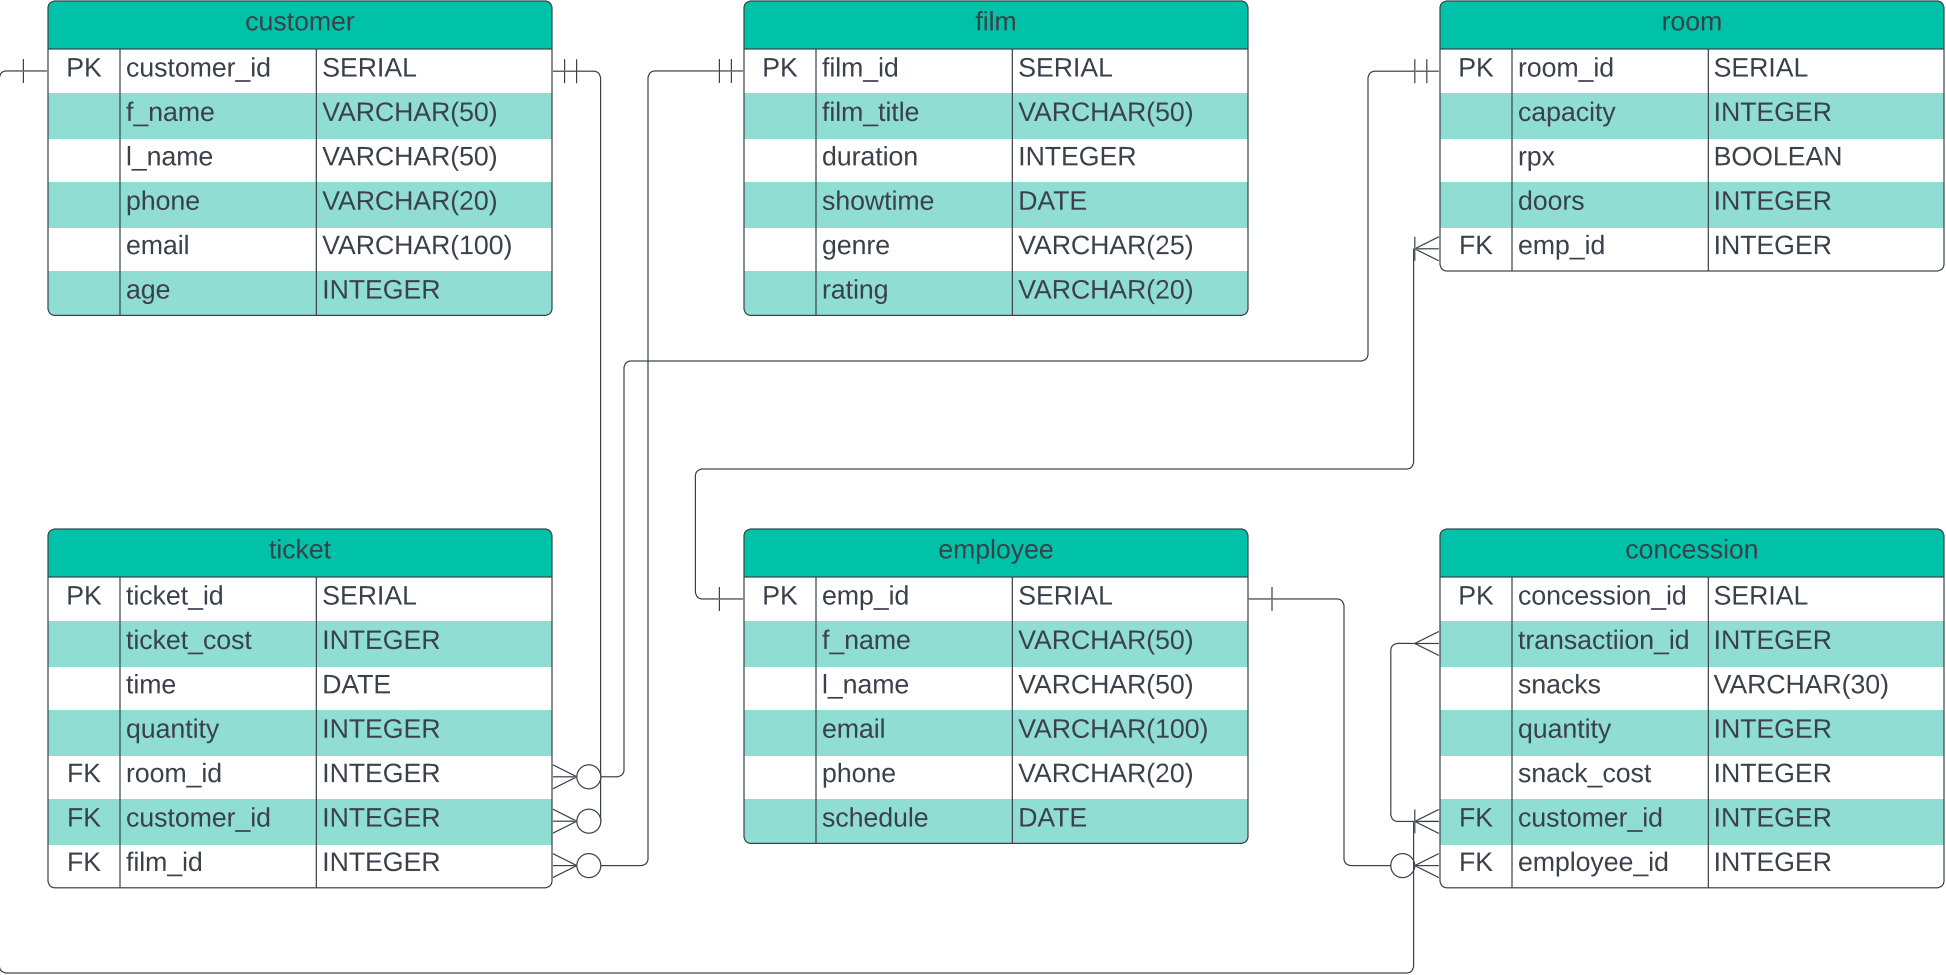 customer
PK customer_id SERIAL
f_name VARCHAR(50)
l_name VARCHAR(50)
phone VARCHAR(20)
email VARCHAR(100)
age INTEGER
film
PK film_id SERIAL
film_title VARCHAR(50)
duration INTEGER
showtime DATE
genre VARCHAR(25)
rating VARCHAR(20)
room
PK room_id SERIAL
capacity INTEGER
rpx BOOLEAN
doors INTEGER
FK emp_id INTEGER
ticket
PK ticket_id SERIAL
ticket_cost INTEGER
time DATE
quantity INTEGER
FK room_id INTEGER
FK customer_id INTEGER
FK film_id INTEGER
employee
PK emp_id SERIAL
f_name VARCHAR(50)
l_name VARCHAR(50)
email VARCHAR(100)
phone VARCHAR(20)
schedule DATE
concession
PK concession_id SERIAL
transactiion_id INTEGER
snacks VARCHAR(30)
quantity INTEGER
snack_cost INTEGER
FK customer_id INTEGER
FK employee_id INTEGER